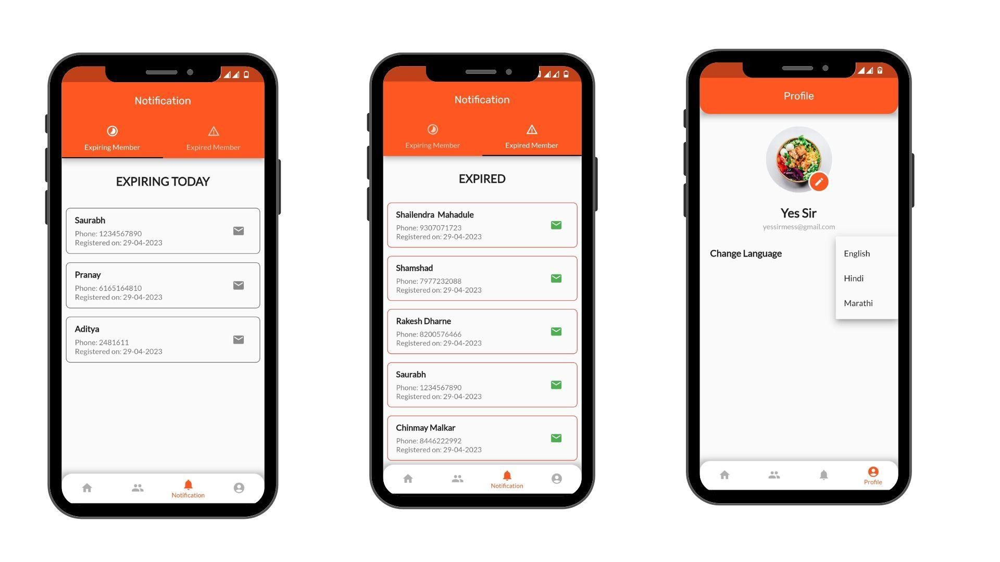 Notification
Expiring Member
Expired Member
EXPIRING TODAY
Saurabh
Phone: 1234567890
Registered on: 29-04-2023
Pranay
Phone: 6165164810
Registered on: 29-04-2023
Aditya
Phone: 2481611
Registered on: 29-04-2023
Notification
Notification
Expiring Member
Expired Member
EXPIRED
Shailendra  Mahadule
Phone: 9307071723
Registered on: 29-04-2023
Shamshad
Phone: 7977232088
Registered on: 29-04-2023
Rakesh Dharne
Phone: 8200576466
Registered on: 29-04-2023
Saurabh
Phone: 1234567890
Registered on: 29-04-2023
Chinmay Malkar
Phone: 8446222992
Registered on: 29-04-2023
Notification
Profile
Yes Sir
yessirmess@gmail.com
Change Language
English
Hindi
Marathi
Profile